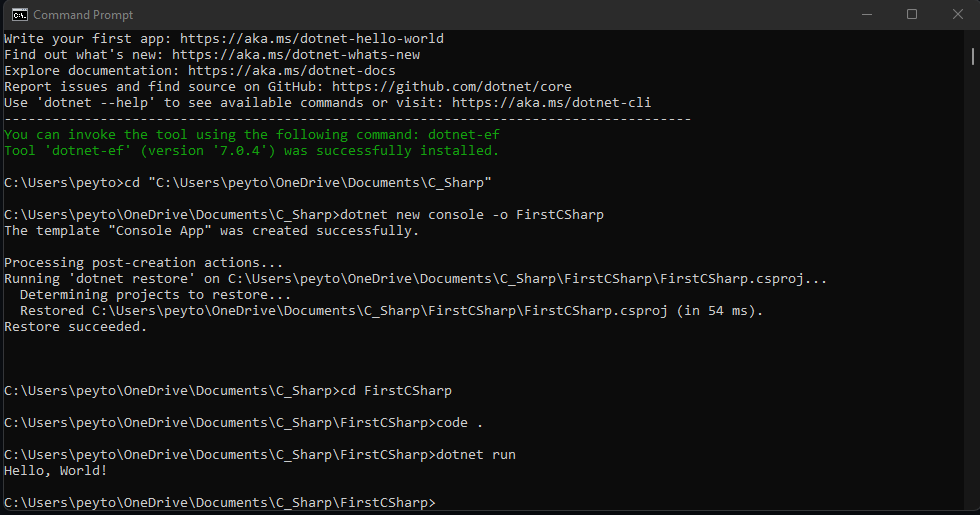 Command Prompt
Write your first app: https://aka.ms/dotnet-hello-world
Find out what's new: https://aka.ms/dotnet-whats-new
Explore documentation: https://aka.ms/dotnet-docs
Report issues and find source on GitHub: https://github.com/dotnet/core
Use 'dotnet --help' to see available commands or visit: https://aka.ms/dotnet-cli
--------------------------------------------------------------------------------------
You can invoke the tool using the following command: dotnet-ef
Tool 'dotnet-ef' (version '7.0.4') was successfully installed.
C:\Users\peyto>cd "C:\Users\peyto\OneDrive\Documents\C_Sharp"
C:\Users\peyto\OneDrive\Documents\C_Sharp>dotnet new console -o FirstCSharp
The template "Console App" was created successfully.
Processing post-creation actions...
Running 'dotnet restore' on C:\Users\peyto\OneDrive\Documents\C_Sharp\FirstCSharp\FirstCSharp.csproj...
  Determining projects to restore...
  Restored C:\Users\peyto\OneDrive\Documents\C_Sharp\FirstCSharp\FirstCSharp.csproj (in 54 ms).
Restore succeeded.
C:\Users\peyto\OneDrive\Documents\C_Sharp>cd FirstCSharp
C:\Users\peyto\OneDrive\Documents\C_Sharp\FirstCSharp>code .
C:\Users\peyto\OneDrive\Documents\C_Sharp\FirstCSharp>dotnet run
Hello, World!
C:\Users\peyto\OneDrive\Documents\C_Sharp\FirstCSharp>